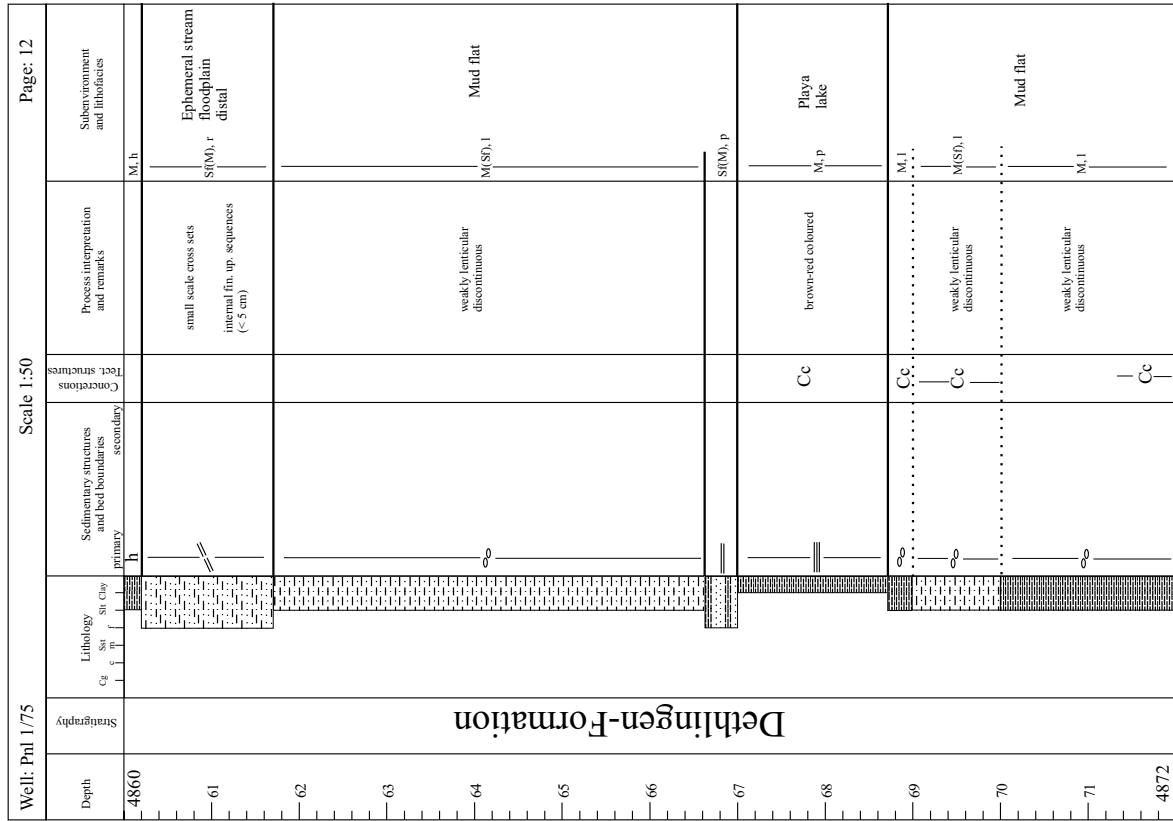 Well: Pnl 1/75
Scale 1:50
Page: 12
Depth
Stratigraphy
Lithology
Cg c m f Slt Clay
Sst
Sedimentary structures
and bed boundaries
primary
secondary
Concretions
Tect. structures
Process interpretation
and remarks
Subenvironment
and lithofacies
4860
61
62
63
64
65
66
67
68
69
70
71
4872
Dethlingen-Formation
h
M, h
small scale cross sets
internal fin. up. sequences
(< 5 cm)
Sf(M), r
Ephemeral stream
floodplain
distal
weakly lenticular
discontinuous
M(Sf), l
Mud flat
Sf(M), p
Cc
brown-red coloured
M, p
Playa
lake
Cc
M, l
Cc
weakly lenticular
discontinuous
M(Sf), l
Mud flat
Cc
weakly lenticular
discontinuous
M, l